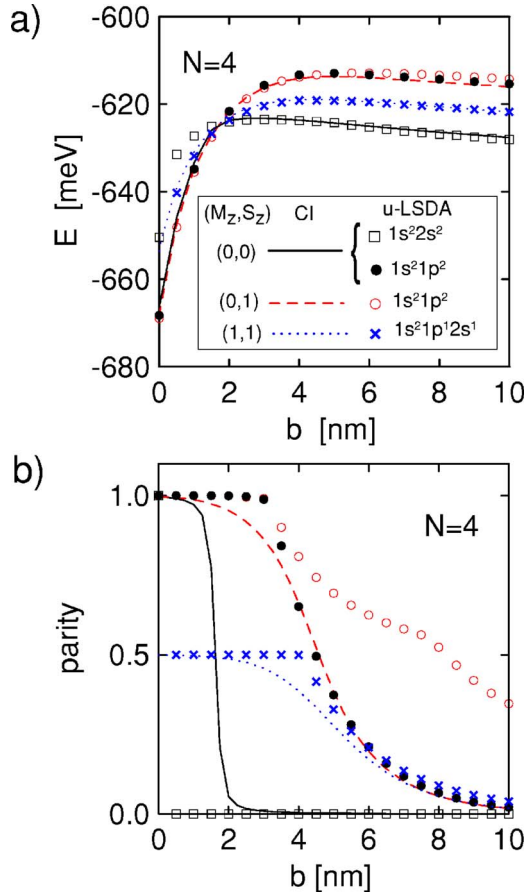 a)
N=4
-600
-620
-640
-660
-680
E [meV]
(M_z,S_z) CI u-LSDA
(0,0) 1s²2s²
1s²1p²
(0,1) 1s²1p²
(1,1) 1s²1p¹2s¹
0 2 4 6 8 10
b [nm]
b)
N=4
1.0
0.5
0.0
parity
0 2 4 6 8 10
b [nm]